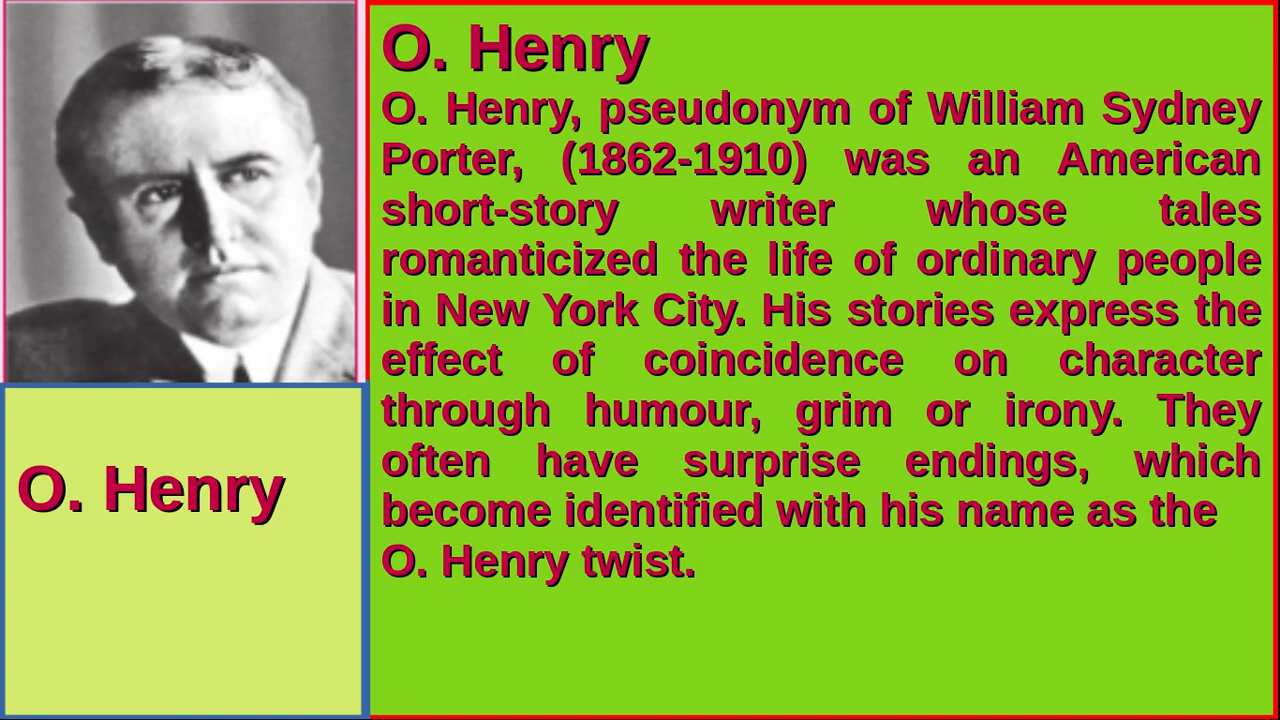 O. Henry
O. Henry
O. Henry, pseudonym of William Sydney
Porter, (1862-1910) was an American
short-story writer whose tales
romanticized the life of ordinary people
in New York City. His stories express the
effect of coincidence on character
through humour, grim or irony. They
often have surprise endings, which
become identified with his name as the
O. Henry twist.